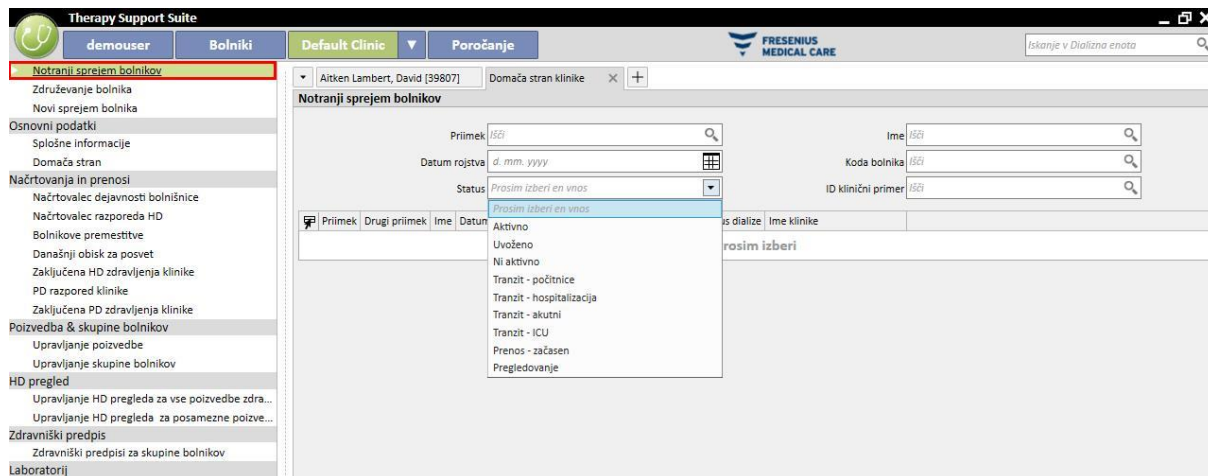 Therapy Support Suite
demouser Bolniki Default Clinic Poročanje FRESENIUS MEDICAL CARE Iskanje v Dializna enota
Notranji sprejem bolnikov
Združevanje bolnika
Novi sprejem bolnika
Osnovni podatki
Splošne informacije
Domača stran
Načrtovanja in prenosi
Načrtovalec dejavnosti bolnišnice
Načrtovalec razporeda HD
Bolnikove premestitve
Današnji obisk za posvet
Zaključena HD zdravljenja klinike
PD razpored klinike
Zaključena PD zdravljenja klinike
Poizvedba & skupine bolnikov
Upravljanje poizvedbe
Upravljanje skupine bolnikov
HD pregled
Upravljanje HD pregleda za vse poizvedbe zdra...
Upravljanje HD pregleda za posamezne poizve...
Zdravniški predpis
Zdravniški predpisi za skupine bolnikov
Laboratorij
Aitken Lambert, David [39807] Domača stran klinike
Notranji sprejem bolnikov
Priimek Išči Ime Išči
Datum rojstva d. mm. yyyy Koda bolnika Išči
Status Prosim izberi en vnos ID klinični primer Išči
Prosim izberi en vnos
Priimek Drugi priimek Ime Datum us dialize Ime klinike
Aktivno
Uvoženo rosim izberi
Ni aktivno
Tranzit - počitnice
Tranzit - hospitalizacija
Tranzit - akutni
Tranzit - ICU
Prenos - začasen
Pregledovanje